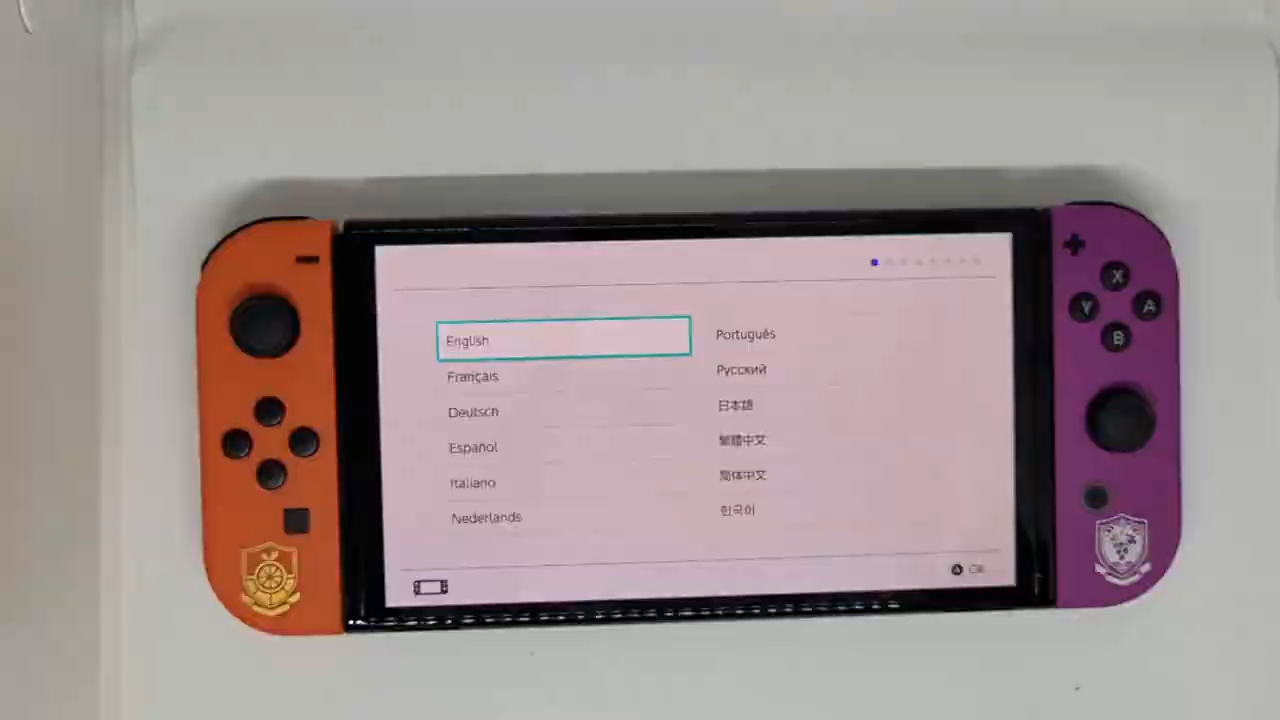 English
Français
Deutsch
Español
Italiano
Nederlands
Português
Русский
日本語
繁體中文
简体中文
한국어
A OK
X
Y A
B